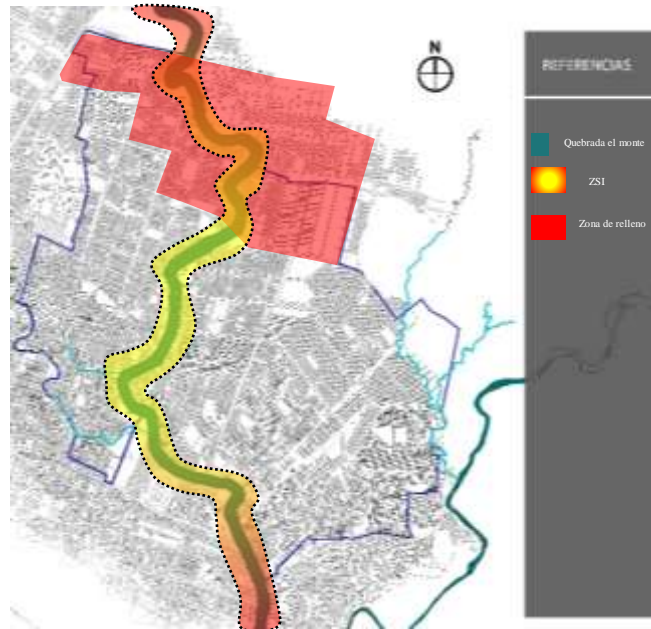 N
REFERENCIAS
Quebrada el monte
ZSI
Zona de relleno